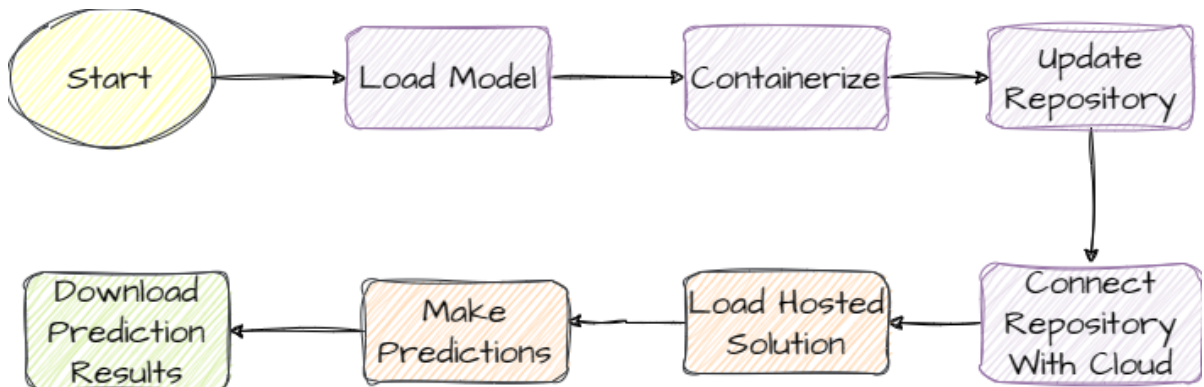 Start
Load Model
Containerize
Update
Repository
Connect
Repository
With Cloud
Load Hosted
Solution
Make
Predictions
Download
Prediction
Results